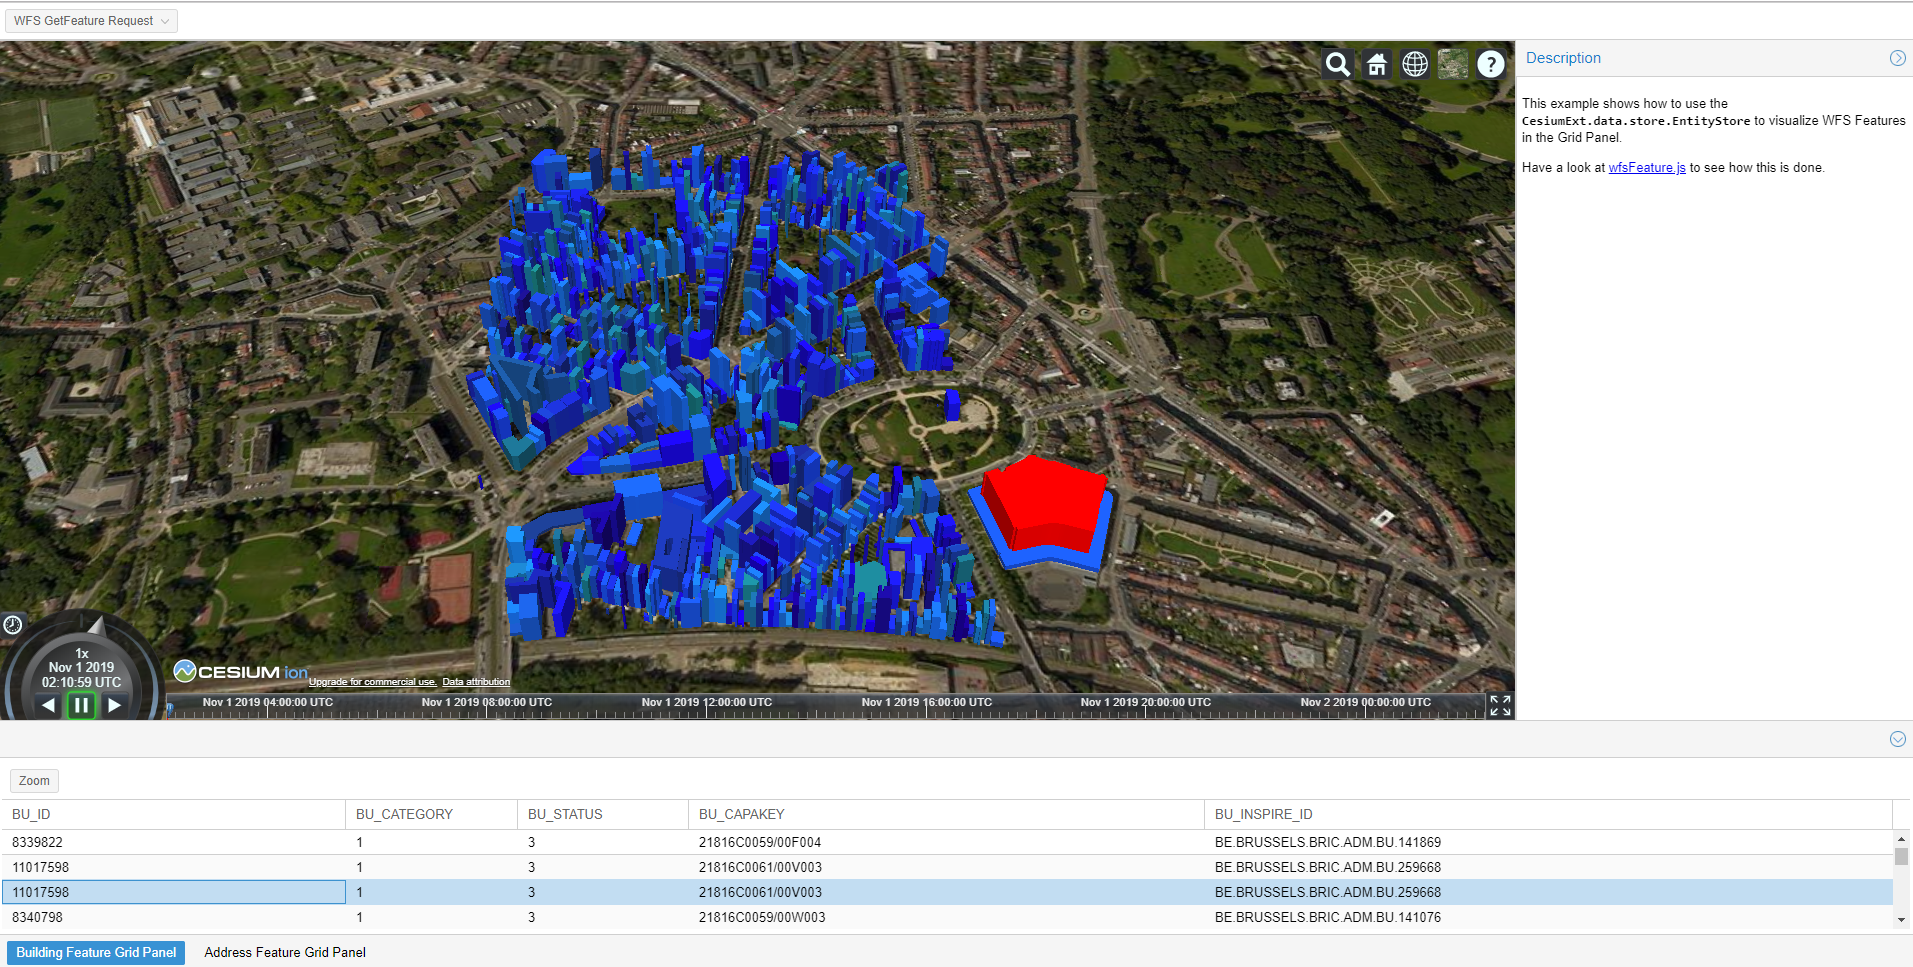 WFS GetFeature Request
Description
This example shows how to use the
CesiumExt.data.store.EntityStore to visualize WFS Features
in the Grid Panel.
Have a look at wfsFeature.js to see how this is done.
?
1x
Nov 1 2019
02:10:59 UTC
CESIUM ion
Upgrade for commercial use. Data attribution
Nov 1 2019 04:00:00 UTC Nov 1 2019 08:00:00 UTC Nov 1 2019 12:00:00 UTC Nov 1 2019 16:00:00 UTC Nov 1 2019 20:00:00 UTC Nov 2 2019 00:00:00 UTC
Zoom
BU_ID BU_CATEGORY BU_STATUS BU_CAPAKEY BU_INSPIRE_ID
8339822 1 3 21816C0059/00F004 BE.BRUSSELS.BRIC.ADM.BU.141869
11017598 1 3 21816C0061/00V003 BE.BRUSSELS.BRIC.ADM.BU.259668
11017598 1 3 21816C0061/00V003 BE.BRUSSELS.BRIC.ADM.BU.259668
8340798 1 3 21816C0059/00W003 BE.BRUSSELS.BRIC.ADM.BU.141076
Building Feature Grid Panel Address Feature Grid Panel